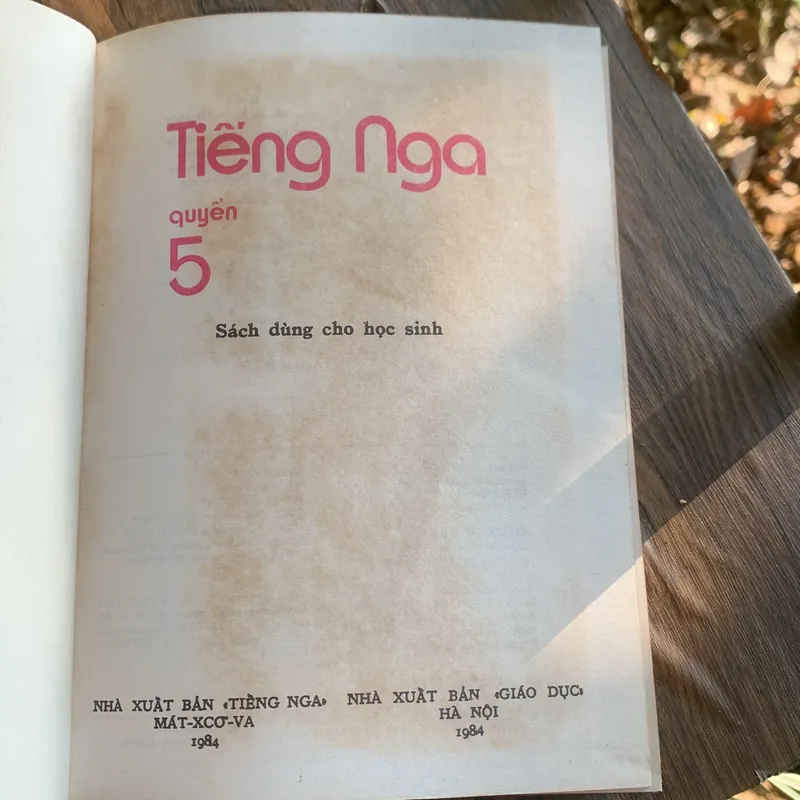 Tiếng Nga
quyển
5
Sách dùng cho học sinh
NHÀ XUẤT BẢN «TIẾNG NGA»
MÁT-XCƠ-VA
1984
NHÀ XUẤT BẢN «GIÁO DỤC»
HÀ NỘI
1984